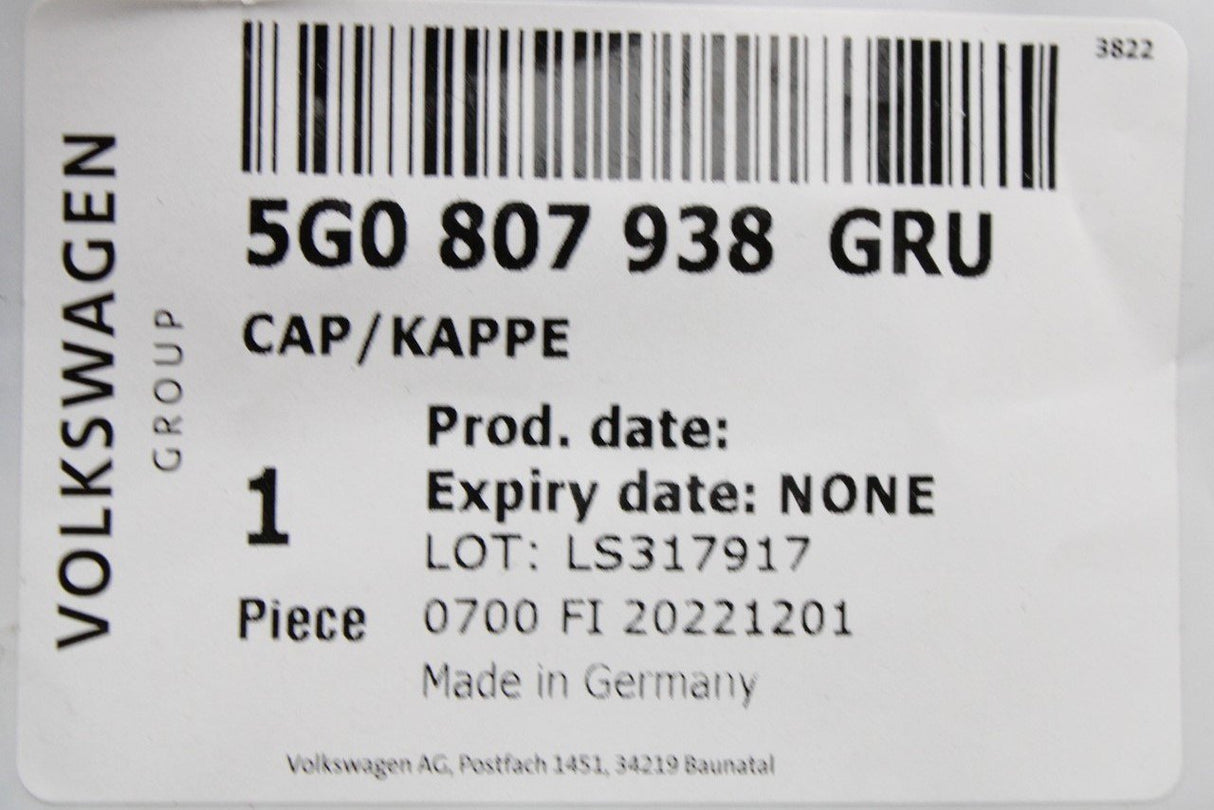 3822
VOLKSWAGEN
GROUP
5G0 807 938 GRU
CAP/KAPPE
Prod. date:
Expiry date: NONE
1
LOT: LS317917
Piece
0700 FI 20221201
Made in Germany
Volkswagen AG, Postfach 1451, 34219 Baunatal